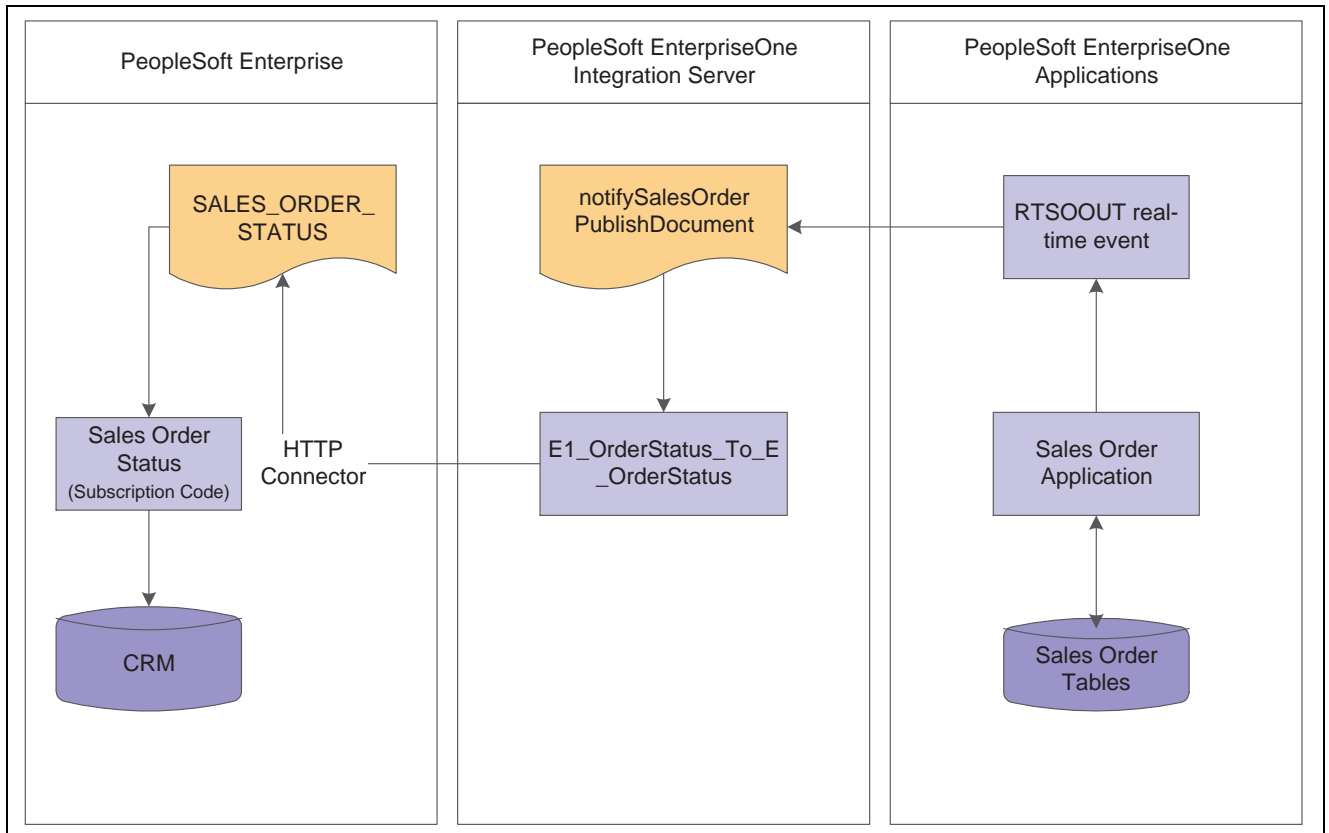 PeopleSoft Enterprise
PeopleSoft EnterpriseOne
Integration Server
PeopleSoft EnterpriseOne
Applications
SALES_ORDER_
STATUS
notifySalesOrder
PublishDocument
RTSOOUT real-
time event
Sales Order
Status
(Subscription Code)
HTTP
Connector
E1_OrderStatus_To_E
_OrderStatus
Sales Order
Application
CRM
Sales Order
Tables